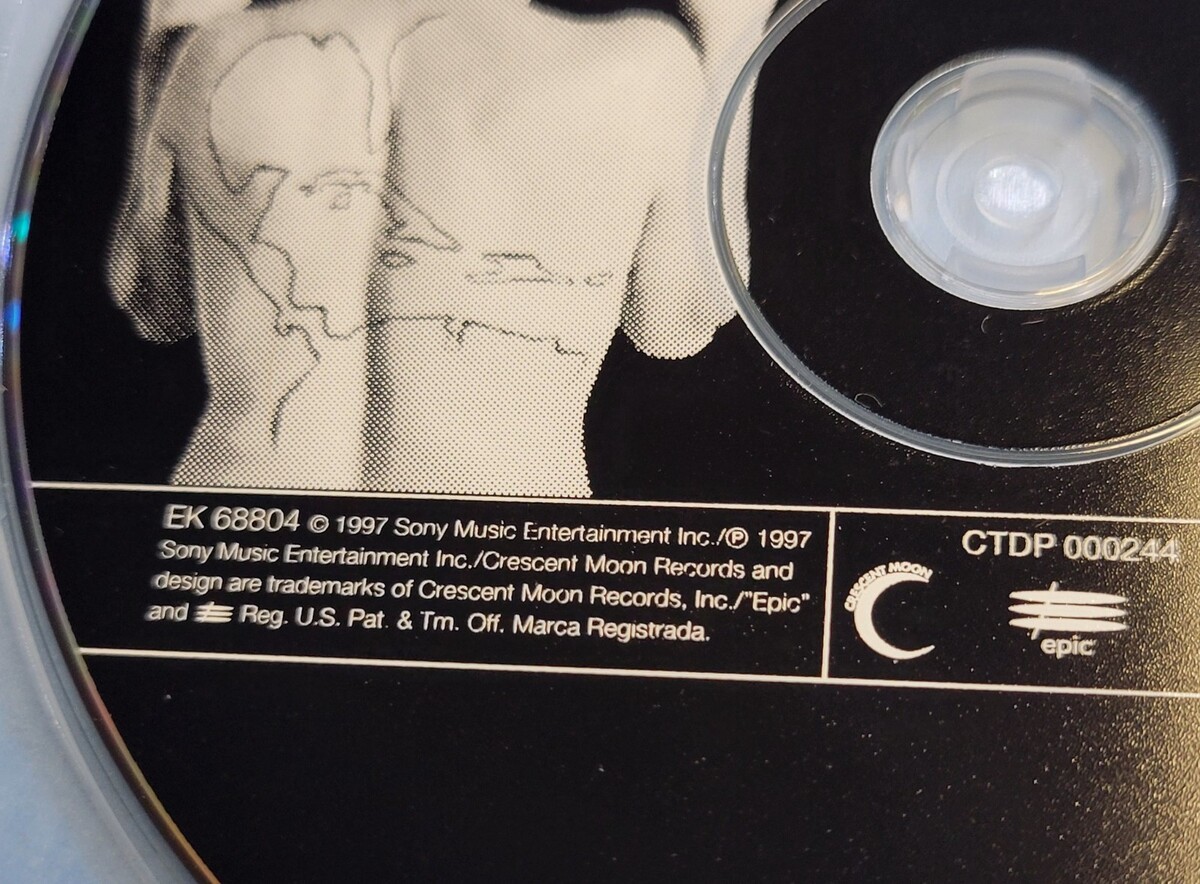 EK 68804 © 1997 Sony Music Entertainment Inc./℗ 1997
Sony Music Entertainment Inc./Crescent Moon Records and
design are trademarks of Crescent Moon Records, Inc./"Epic"
and Reg. U.S. Pat. & Tm. Off. Marca Registrada.
CTDP 000244
CRESCENT MOON
epic